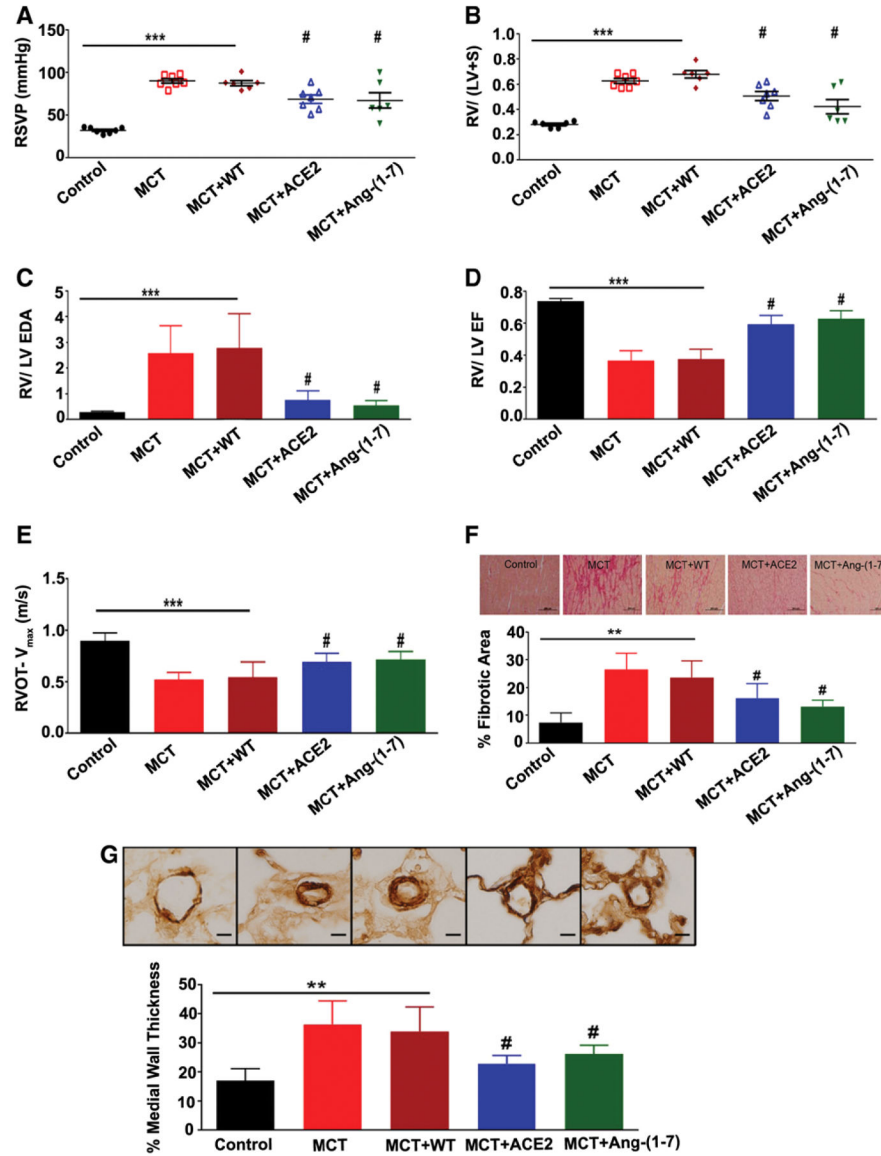 A
RSVP (mmHg)
150
100
50
0
***
#
#
Control
MCT
MCT+WT
MCT+ACE2
MCT+Ang-(1-7)
B
RV/ (LV+S)
1.0
0.8
0.6
0.4
0.2
0.0
***
#
#
Control
MCT
MCT+WT
MCT+ACE2
MCT+Ang-(1-7)
C
RV/ LV EDA
5
4
3
2
1
0
***
#
#
Control
MCT
MCT+WT
MCT+ACE2
MCT+Ang-(1-7)
D
RV/ LV EF
0.8
0.6
0.4
0.2
0.0
***
#
#
Control
MCT
MCT+WT
MCT+ACE2
MCT+Ang-(1-7)
E
RVOT- Vmax (m/s)
1.5
1.0
0.5
0.0
***
#
#
Control
MCT
MCT+WT
MCT+ACE2
MCT+Ang-(1-7)
F
Control
MCT
MCT+WT
MCT+ACE2
MCT+Ang-(1-7)
% Fibrotic Area
40
30
20
10
0
**
#
#
Control
MCT
MCT+WT
MCT+ACE2
MCT+Ang-(1-7)
G
% Medial Wall Thickness
50
40
30
20
10
0
**
#
#
Control
MCT
MCT+WT
MCT+ACE2
MCT+Ang-(1-7)